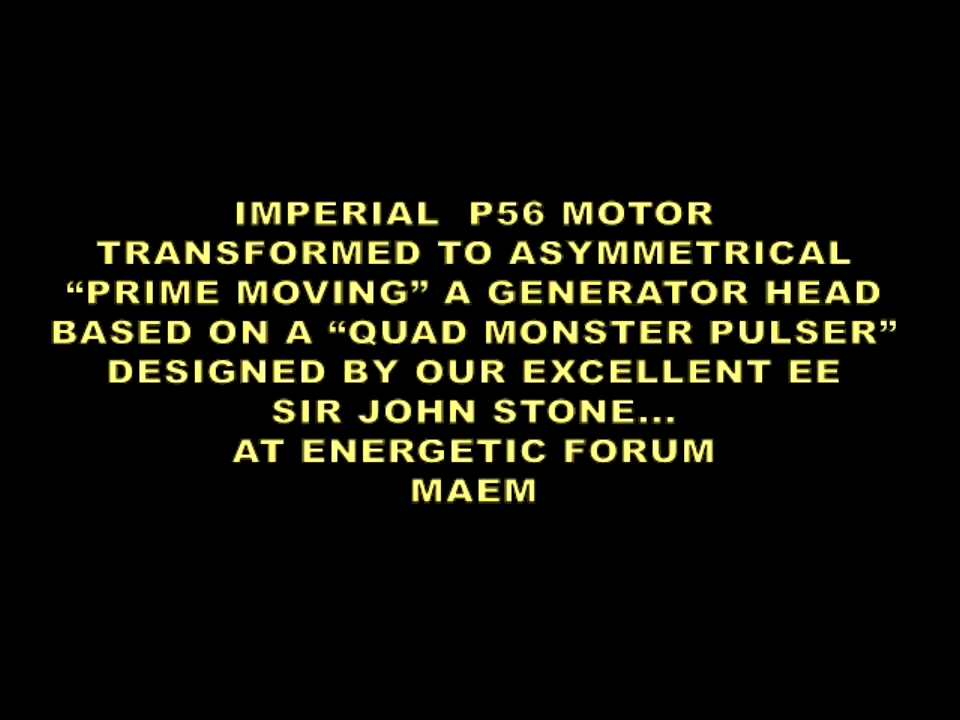 IMPERIAL  P56 MOTOR
TRANSFORMED TO ASYMMETRICAL
“PRIME MOVING” A GENERATOR HEAD
BASED ON A “QUAD MONSTER PULSER”
DESIGNED BY OUR EXCELLENT EE
SIR JOHN STONE...
AT ENERGETIC FORUM
MAEM